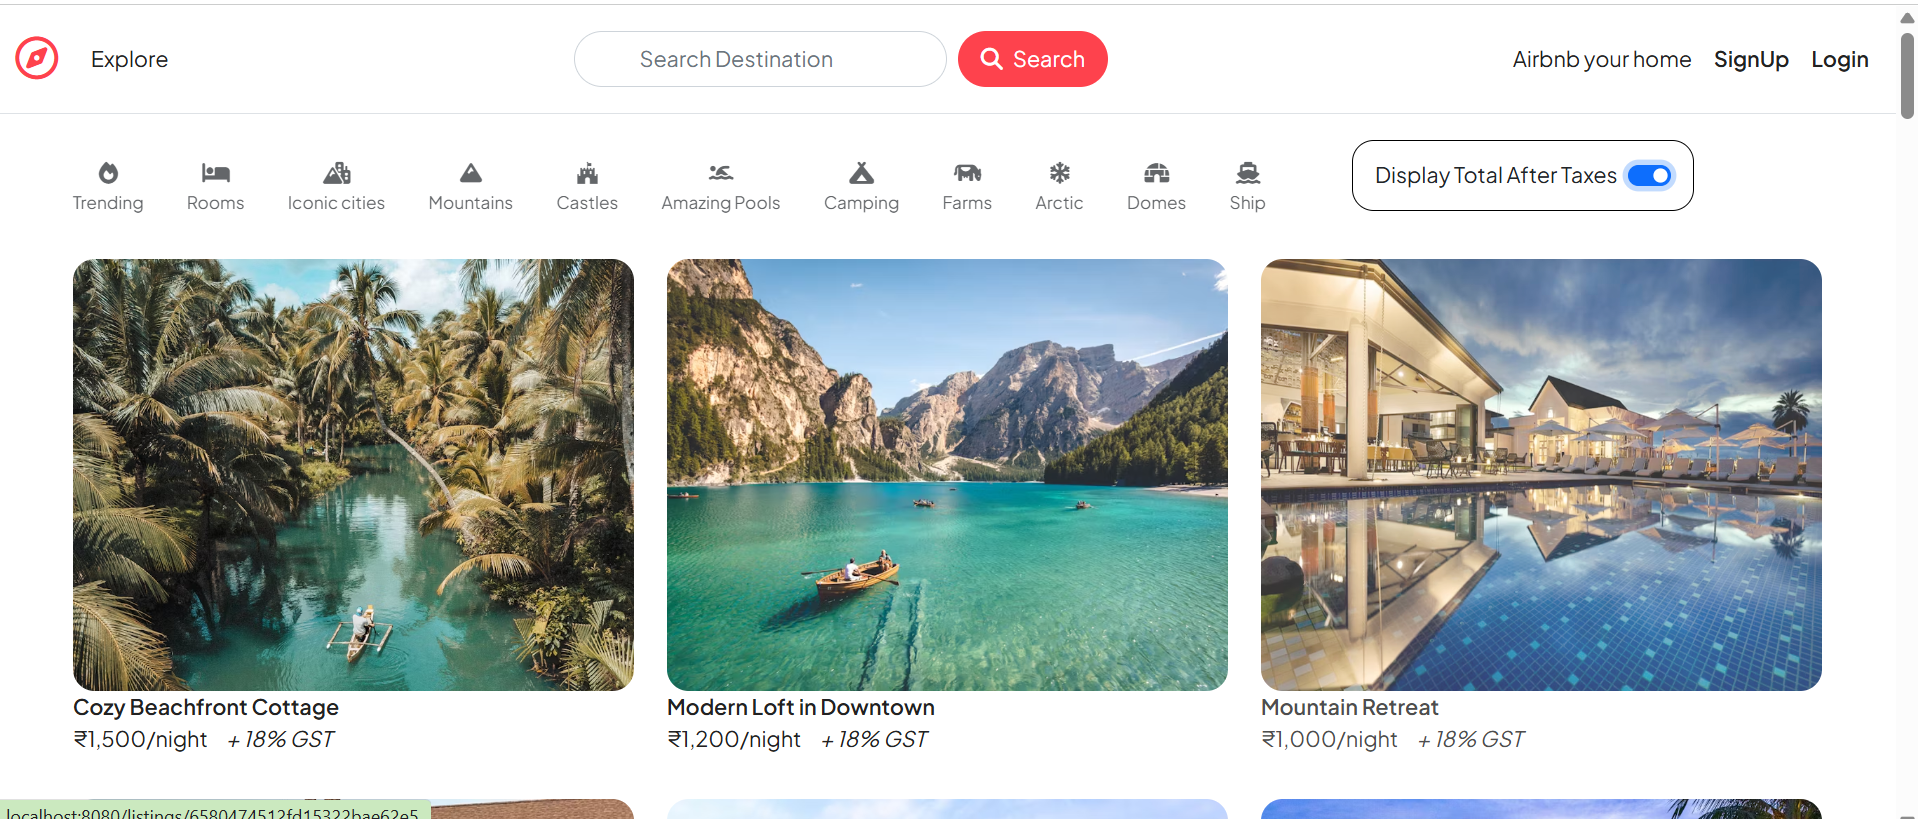 Explore
Search Destination
Search
Airbnb your home
SignUp
Login
Trending
Rooms
Iconic cities
Mountains
Castles
Amazing Pools
Camping
Farms
Arctic
Domes
Ship
Display Total After Taxes
Cozy Beachfront Cottage
₹1,500/night + 18% GST
Modern Loft in Downtown
₹1,200/night + 18% GST
Mountain Retreat
₹1,000/night + 18% GST
localhost:8080/listings/6580474512fd15322bae62e5